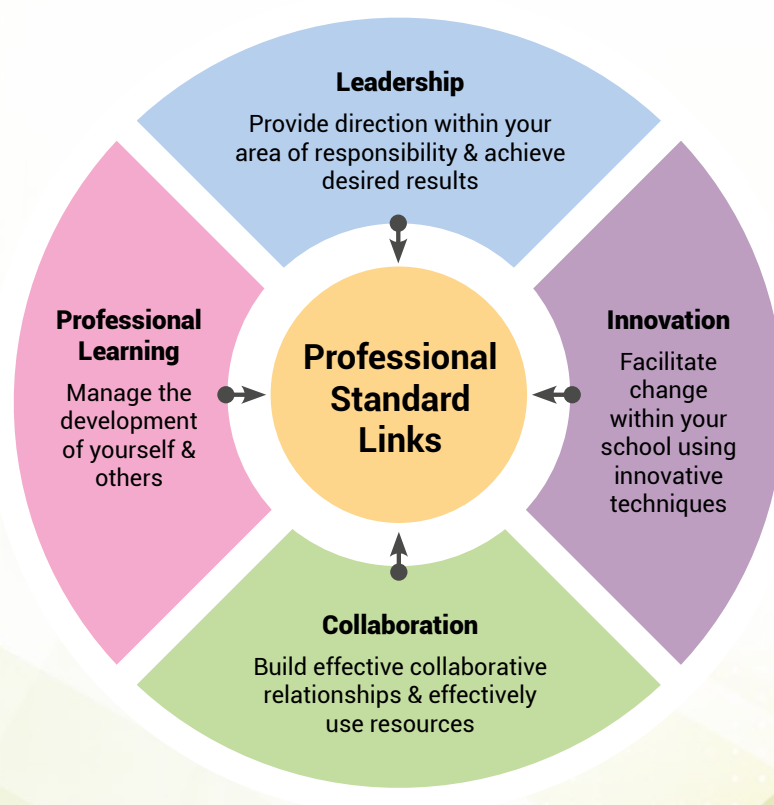 Leadership
Provide direction within your
area of responsibility & achieve
desired results
Professional
Learning
Manage the
development
of yourself &
others
Professional
Standard
Links
Innovation
Facilitate
change
within your
school using
innovative
techniques
Collaboration
Build effective collaborative
relationships & effectively
use resources